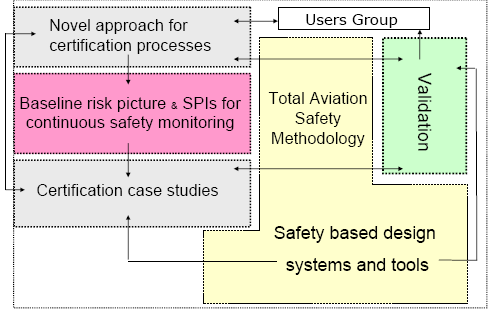 Novel approach for
certification processes
Users Group
Baseline risk picture & SPIs for
continuous safety monitoring
Total Aviation
Safety
Methodology
Validation
Certification case studies
Safety based design
systems and tools